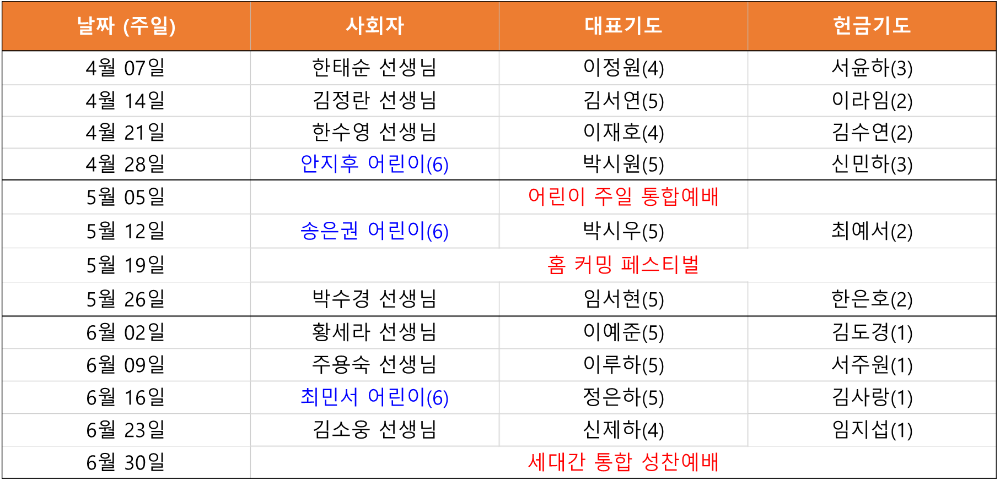 날짜 (주일) 사회자 대표기도 헌금기도
4월 07일 한태순 선생님 이정원(4) 서윤하(3)
4월 14일 김정란 선생님 김서연(5) 이라임(2)
4월 21일 한수영 선생님 이재호(4) 김수연(2)
4월 28일 안지후 어린이(6) 박시원(5) 신민하(3)
5월 05일 어린이 주일 통합예배
5월 12일 송은권 어린이(6) 박시우(5) 최예서(2)
5월 19일 홈 커밍 페스티벌
5월 26일 박수경 선생님 임서현(5) 한은호(2)
6월 02일 황세라 선생님 이예준(5) 김도경(1)
6월 09일 주용숙 선생님 이루하(5) 서주원(1)
6월 16일 최민서 어린이(6) 정은하(5) 김사랑(1)
6월 23일 김소웅 선생님 신제하(4) 임지섭(1)
6월 30일 세대간 통합 성찬예배